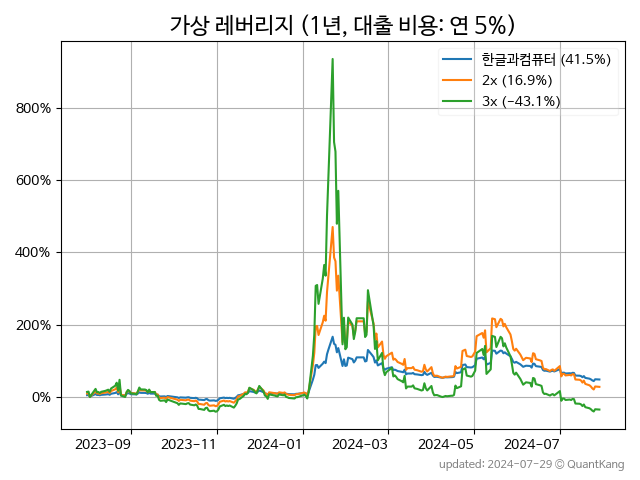 가상 레버리지 (1년, 대출 비용: 연 5%)
한글과컴퓨터 (41.5%)
2x (16.9%)
3x (-43.1%)
800%
600%
400%
200%
0%
2023-09 2023-11 2024-01 2024-03 2024-05 2024-07
updated: 2024-07-29 © QuantKang